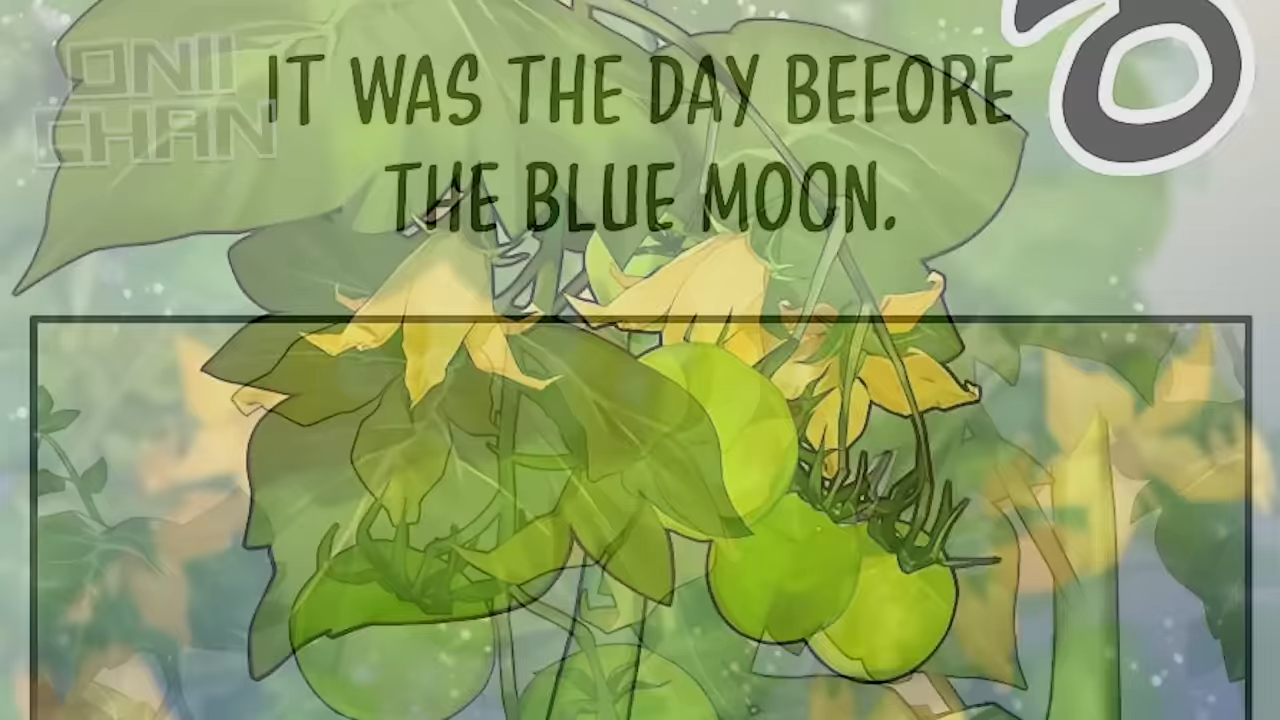 ONII
CHAN
IT WAS THE DAY BEFORE
THE BLUE MOON.